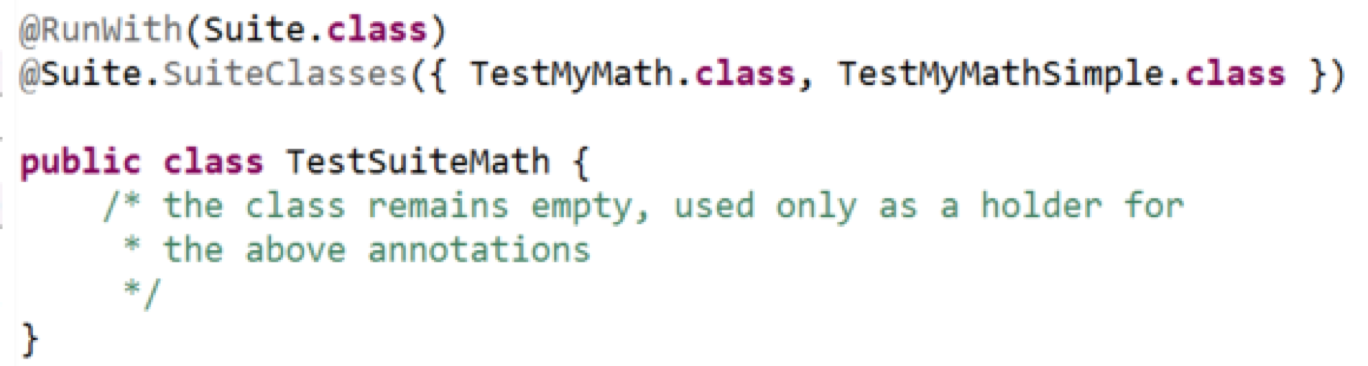 @RunWith(Suite.class)
@Suite.SuiteClasses({ TestMyMath.class, TestMyMathSimple.class })
public class TestSuiteMath {
/* the class remains empty, used only as a holder for
* the above annotations
*/
}